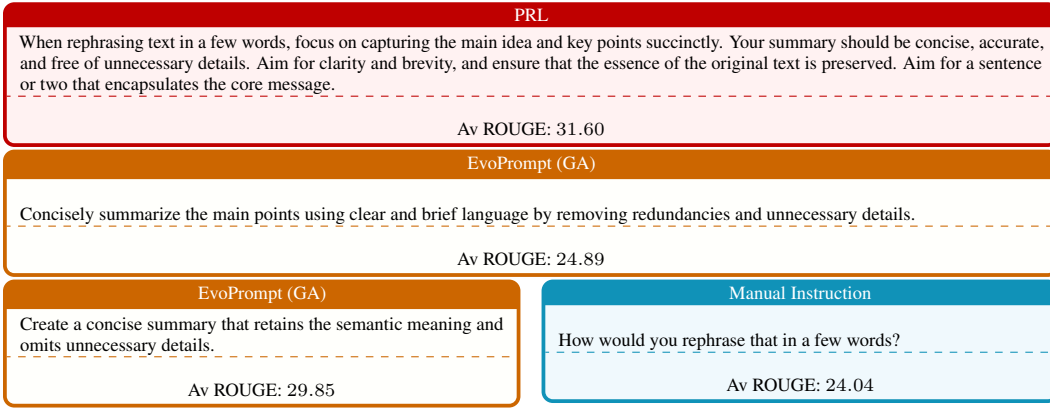 PRL
When rephrasing text in a few words, focus on capturing the main idea and key points succinctly. Your summary should be concise, accurate,
and free of unnecessary details. Aim for clarity and brevity, and ensure that the essence of the original text is preserved. Aim for a sentence
or two that encapsulates the core message.
Av ROUGE: 31.60
EvoPrompt (GA)
Concisely summarize the main points using clear and brief language by removing redundancies and unnecessary details.
Av ROUGE: 24.89
EvoPrompt (GA)
Create a concise summary that retains the semantic meaning and
omits unnecessary details.
Av ROUGE: 29.85
Manual Instruction
How would you rephrase that in a few words?
Av ROUGE: 24.04